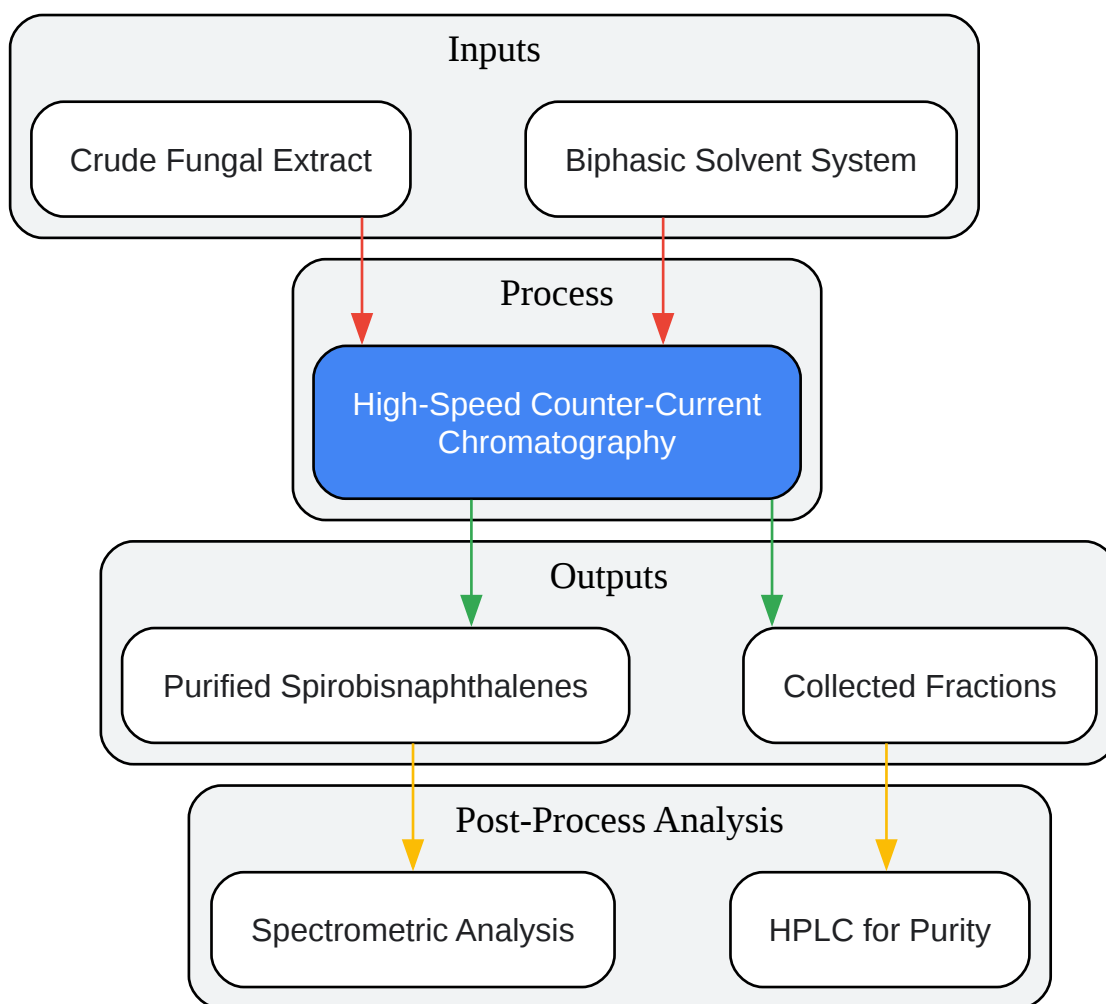 Inputs
Crude Fungal Extract
Biphasic Solvent System
Process
High-Speed Counter-Current
Chromatography
Outputs
Purified Spirobisnaphthalenes
Collected Fractions
Post-Process Analysis
Spectrometric Analysis
HPLC for Purity